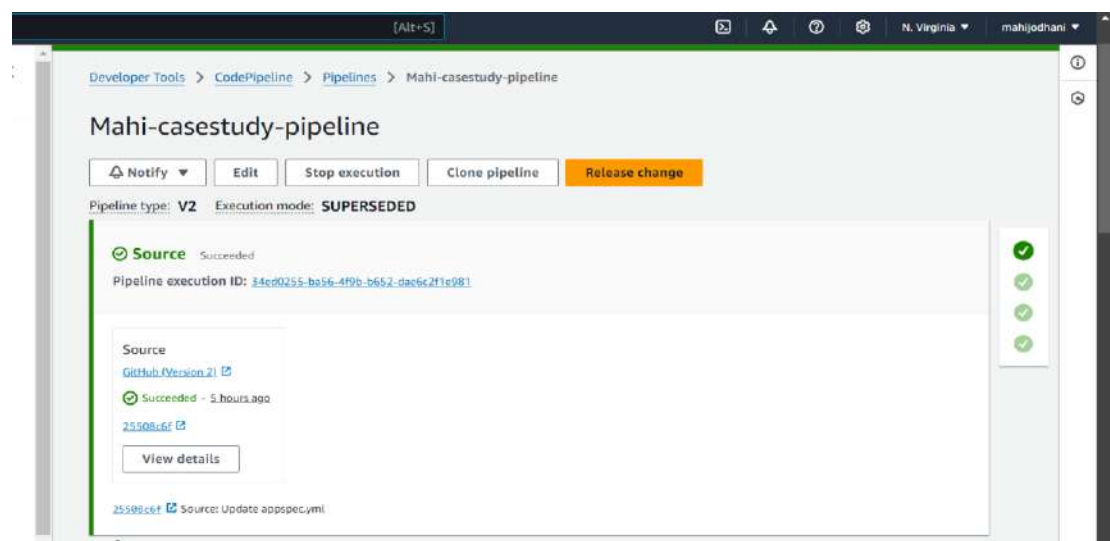 [Alt+S] N. Virginia mahijodhani
Developer Tools > CodePipeline > Pipelines > Mahi-casestudy-pipeline
Mahi-casestudy-pipeline
Notify Edit Stop execution Clone pipeline Release change
Pipeline type: V2 Execution mode: SUPERSEDED
Source Succeeded
Pipeline execution ID: 34ed0255-ba56-4f9b-b652-dae6c2f1e981
Source
GitHub (Version 2)
Succeeded - 5 hours ago
25508c6f
View details
25508c6f Source: Update appspec.yml